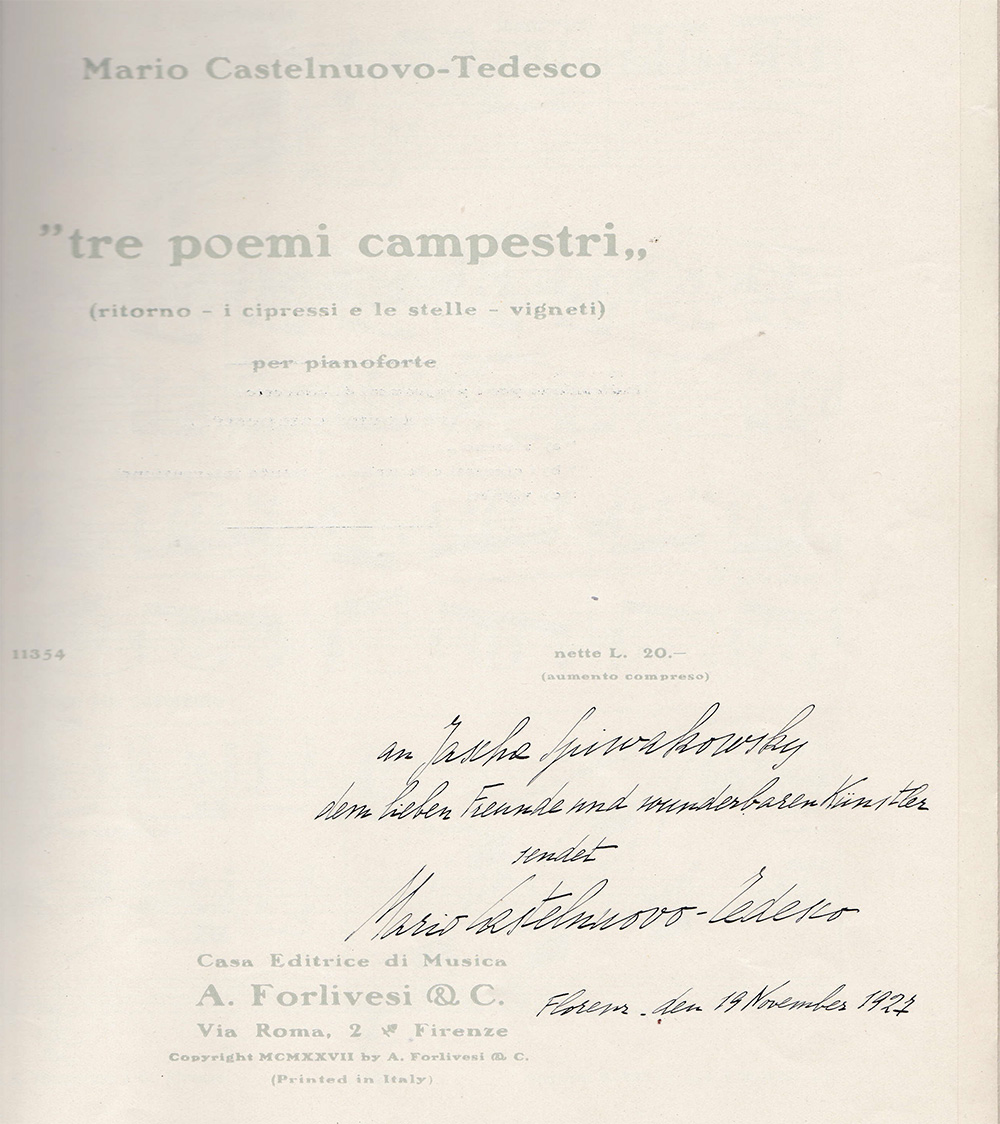 Mario Castelnuovo-Tedesco
”tre poemi campestri„
(ritorno - i cipressi e le stelle - vigneti)
per pianoforte
11354
nette L. 20.—
(aumento compreso)
an Jascha Spiwakowsky
dem lieben Freunde und wunderbaren Künstler
sendet
Mario Castelnuovo-Tedesco
Florenz - den 19 November 1927
Casa Editrice di Musica
A. Forlivesi & C.
Via Roma, 2 Firenze
Copyright MCMXXVII by A. Forlivesi & C.
(Printed in Italy)